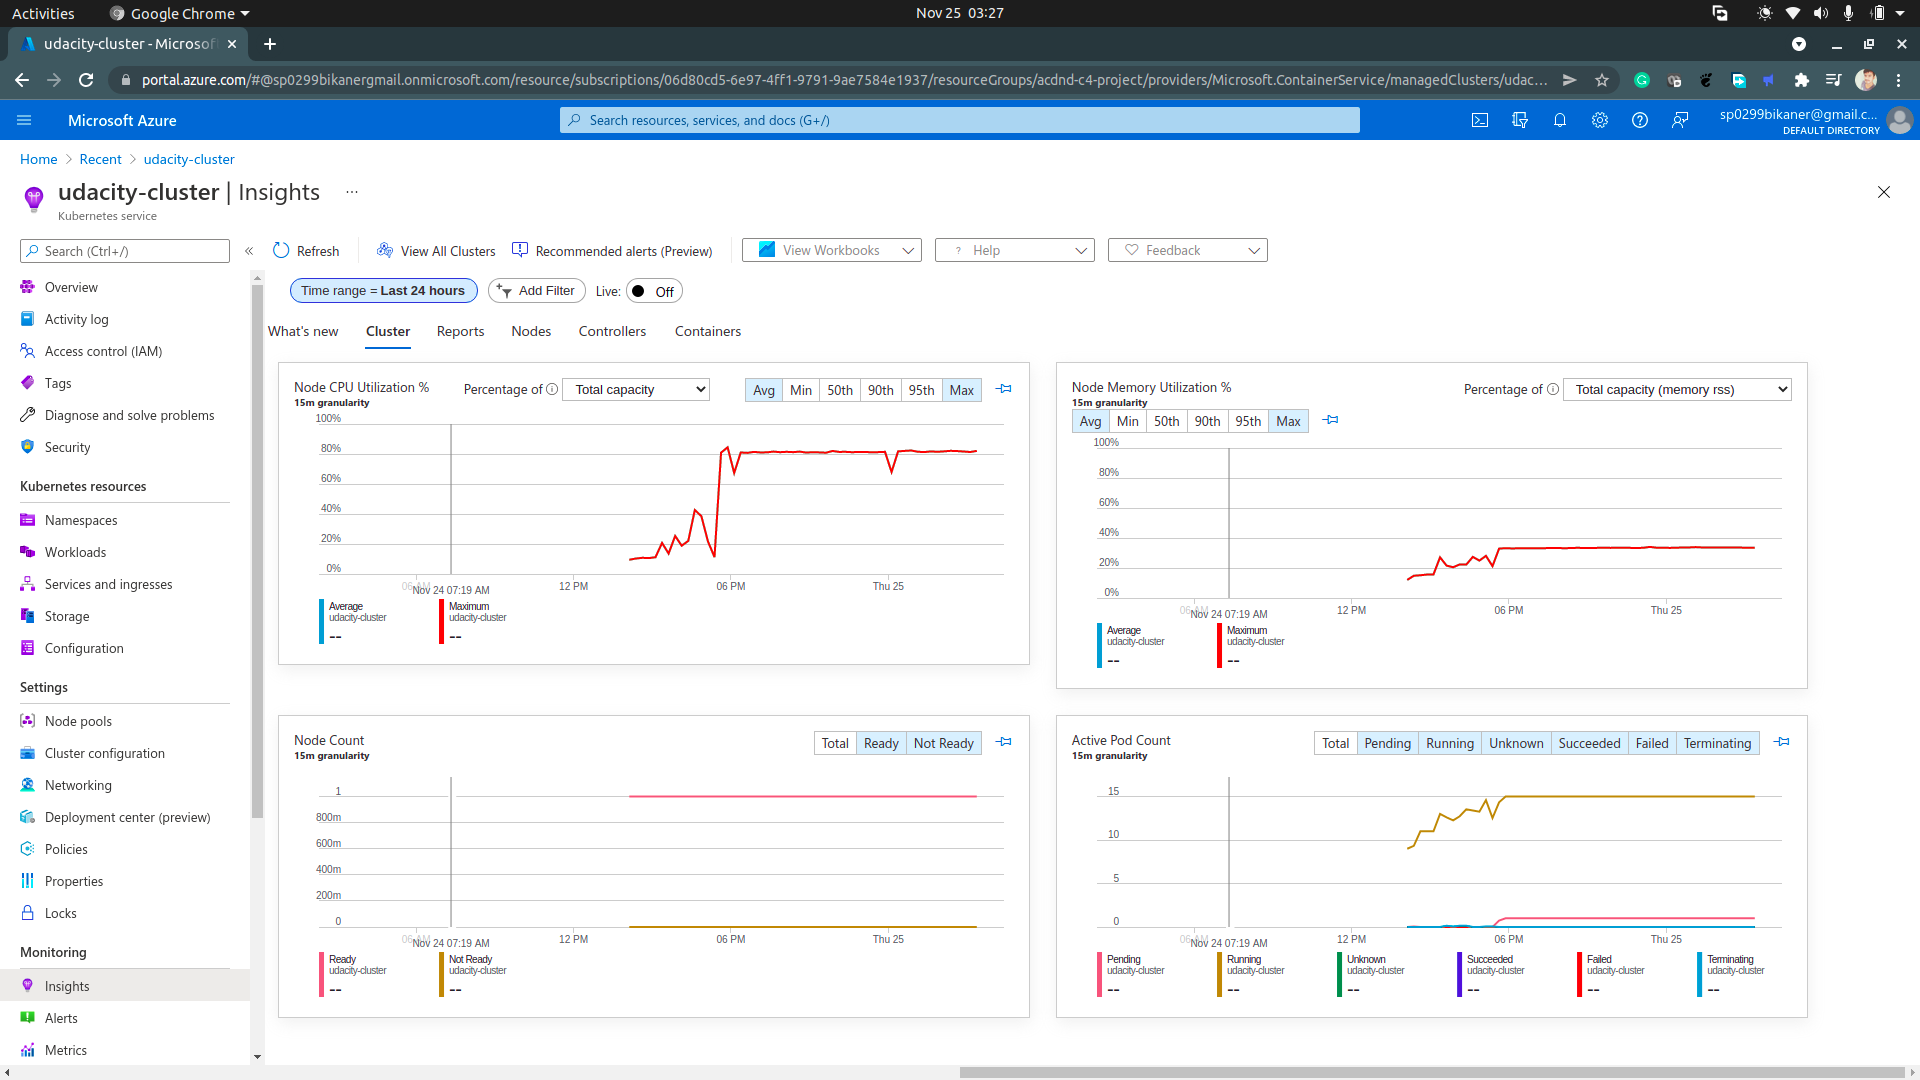 Activities
Google Chrome
Nov 25 03:27
udacity-cluster - Microsof
portal.azure.com/#@sp0299bikanergmail.onmicrosoft.com/resource/subscriptions/06d80cd5-6e97-4ff1-9791-9ae7584e1937/resourceGroups/acdnd-c4-project/providers/Microsoft.ContainerService/managedClusters/udac...
Microsoft Azure
Search resources, services, and docs (G+/)
sp0299bikaner@gmail.c...
DEFAULT DIRECTORY
Home
Recent
udacity-cluster
udacity-cluster | Insights
...
Kubernetes service
Search (Ctrl+/)
«
Refresh
View All Clusters
Recommended alerts (Preview)
View Workbooks
? Help
Feedback
Time range = Last 24 hours
Add Filter
Live:
Off
What's new
Cluster
Reports
Nodes
Controllers
Containers
Overview
Activity log
Access control (IAM)
Tags
Diagnose and solve problems
Security
Kubernetes resources
Namespaces
Workloads
Services and ingresses
Storage
Configuration
Settings
Node pools
Cluster configuration
Networking
Deployment center (preview)
Policies
Properties
Locks
Monitoring
Insights
Alerts
Metrics
Node CPU Utilization %
15m granularity
Percentage of
Total capacity
Avg Min 50th 90th 95th Max
100%
80%
60%
40%
20%
0%
06 AM
Nov 24 07:19 AM
12 PM
06 PM
Thu 25
Average
udacity-cluster
--
Maximum
udacity-cluster
--
Node Memory Utilization %
15m granularity
Percentage of
Total capacity (memory rss)
Avg Min 50th 90th 95th Max
100%
80%
60%
40%
20%
0%
06 AM
Nov 24 07:19 AM
12 PM
06 PM
Thu 25
Average
udacity-cluster
--
Maximum
udacity-cluster
--
Node Count
15m granularity
Total Ready Not Ready
1
800m
600m
400m
200m
0
06 AM
Nov 24 07:19 AM
12 PM
06 PM
Thu 25
Ready
udacity-cluster
--
Not Ready
udacity-cluster
--
Active Pod Count
15m granularity
Total Pending Running Unknown Succeeded Failed Terminating
15
10
5
0
06 AM
Nov 24 07:19 AM
12 PM
06 PM
Thu 25
Pending
udacity-cluster
--
Running
udacity-cluster
--
Unknown
udacity-cluster
--
Succeeded
udacity-cluster
--
Failed
udacity-cluster
--
Terminating
udacity-cluster
--